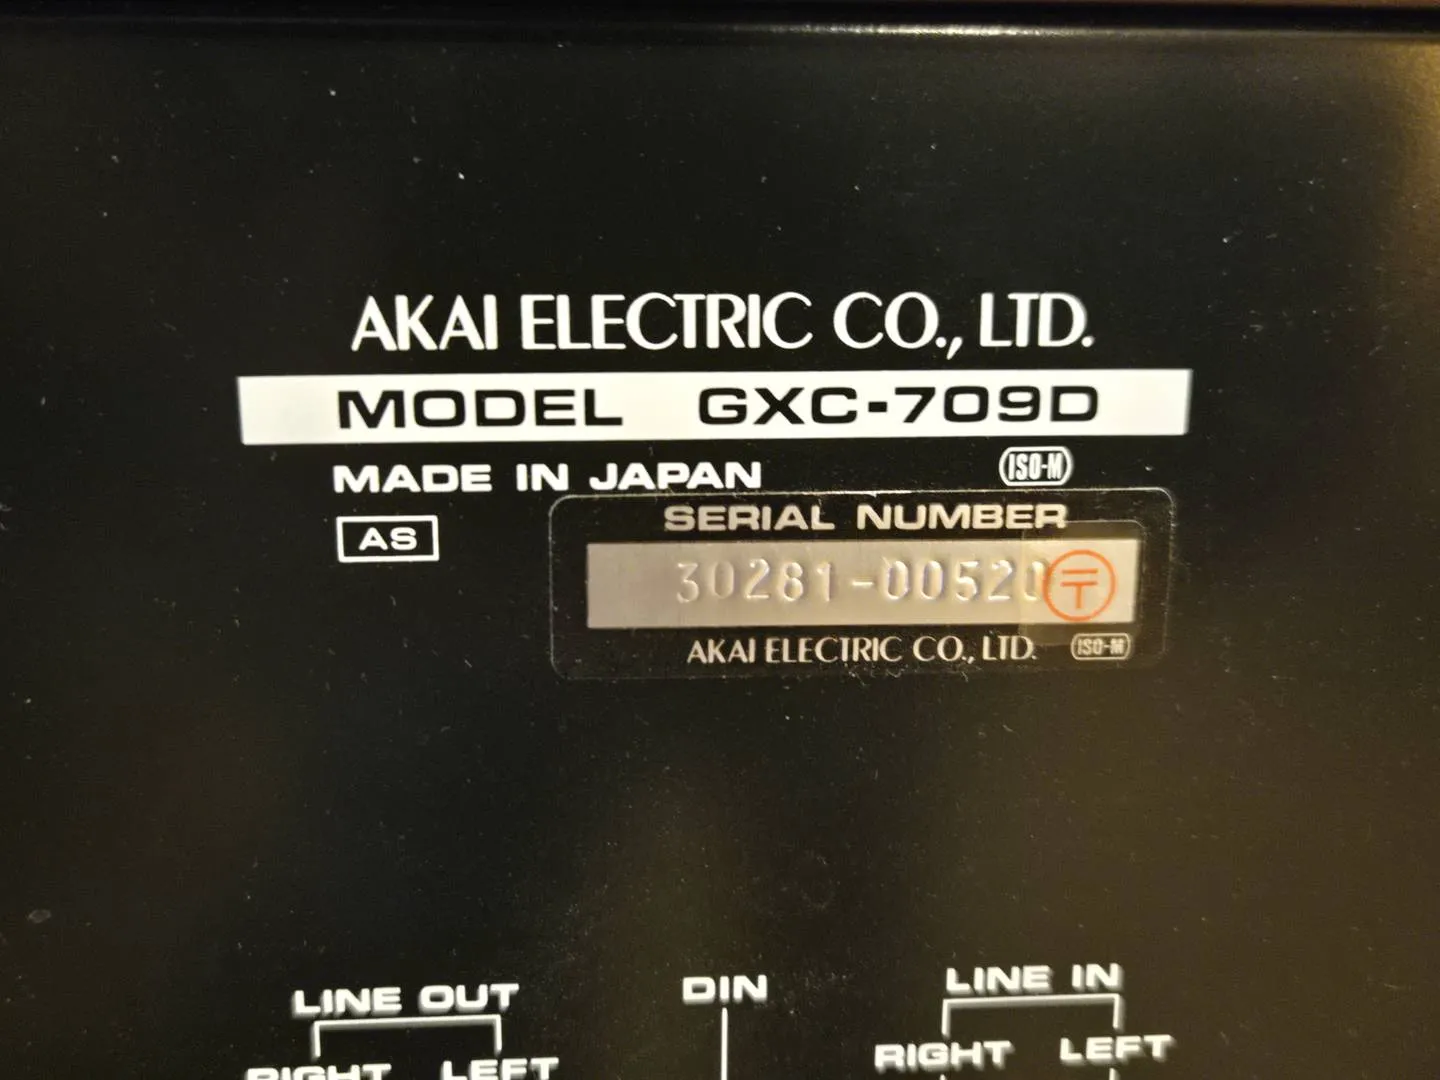 AKAI ELECTRIC CO., LTD.
MODEL GXC-709D
MADE IN JAPAN ISO-M
AS
SERIAL NUMBER
30281-00520 〒
AKAI ELECTRIC CO., LTD. ISO-M
LINE OUT DIN LINE IN
RIGHT LEFT RIGHT LEFT